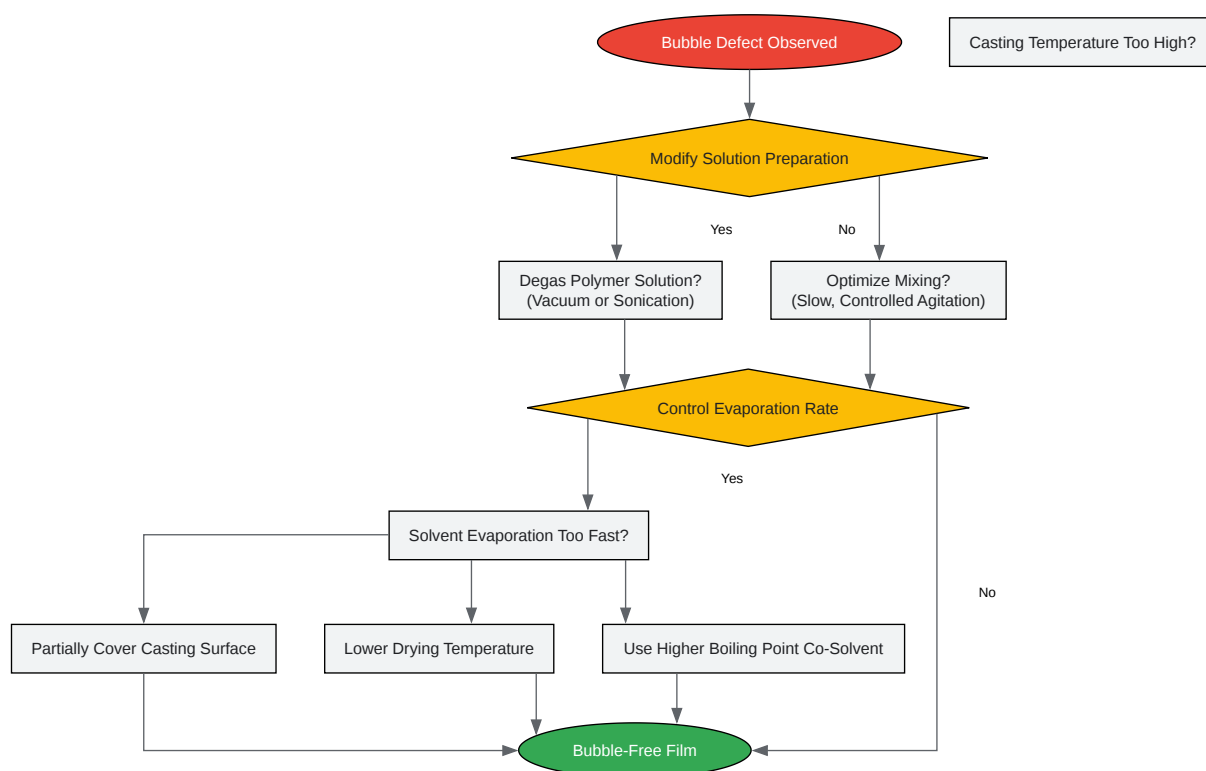 Bubble Defect Observed
Casting Temperature Too High?
Modify Solution Preparation
Yes
No
Degas Polymer Solution?
(Vacuum or Sonication)
Optimize Mixing?
(Slow, Controlled Agitation)
Control Evaporation Rate
Yes
Solvent Evaporation Too Fast?
No
Partially Cover Casting Surface
Lower Drying Temperature
Use Higher Boiling Point Co-Solvent
Bubble-Free Film